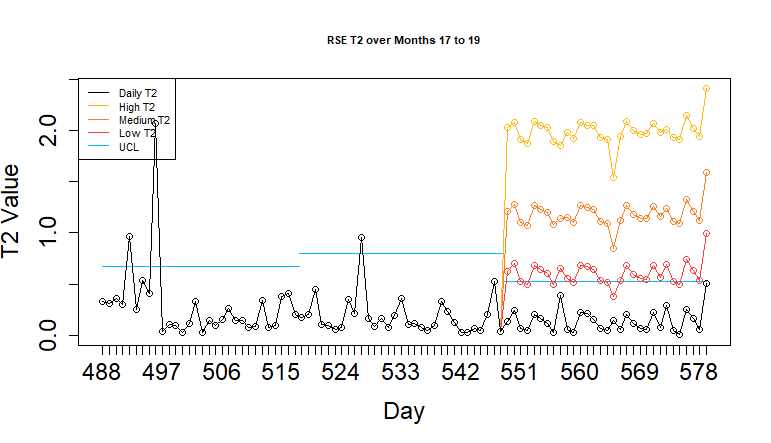 RSE T2 over Months 17 to 19
Daily T2
High T2
Medium T2
Low T2
UCL
T2 Value
2.0
1.0
0.0
488 497 506 515 524 533 542 551 560 569 578
Day